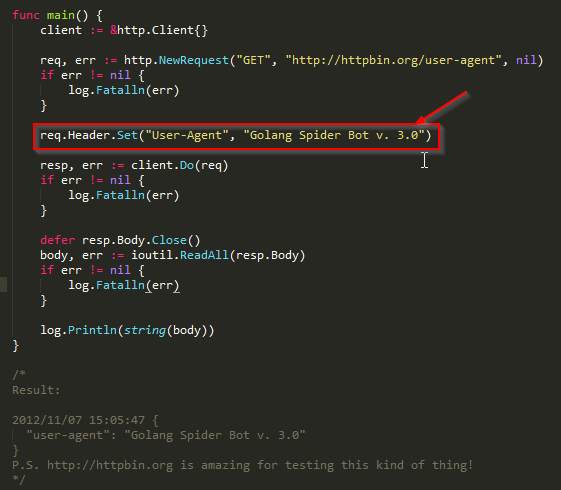 func main() {
    client := &http.Client{}
    req, err := http.NewRequest("GET", "http://httpbin.org/user-agent", nil)
    if err != nil {
        log.Fatalln(err)
    }
    req.Header.Set("User-Agent", "Golang Spider Bot v. 3.0")
    resp, err := client.Do(req)
    if err != nil {
        log.Fatalln(err)
    }
    defer resp.Body.Close()
    body, err := ioutil.ReadAll(resp.Body)
    if err != nil {
        log.Fatalln(err)
    }
    log.Println(string(body))
}
/*
Result:
2012/11/07 15:05:47 {
  "user-agent": "Golang Spider Bot v. 3.0"
}
P.S. http://httpbin.org is amazing for testing this kind of thing!
*/